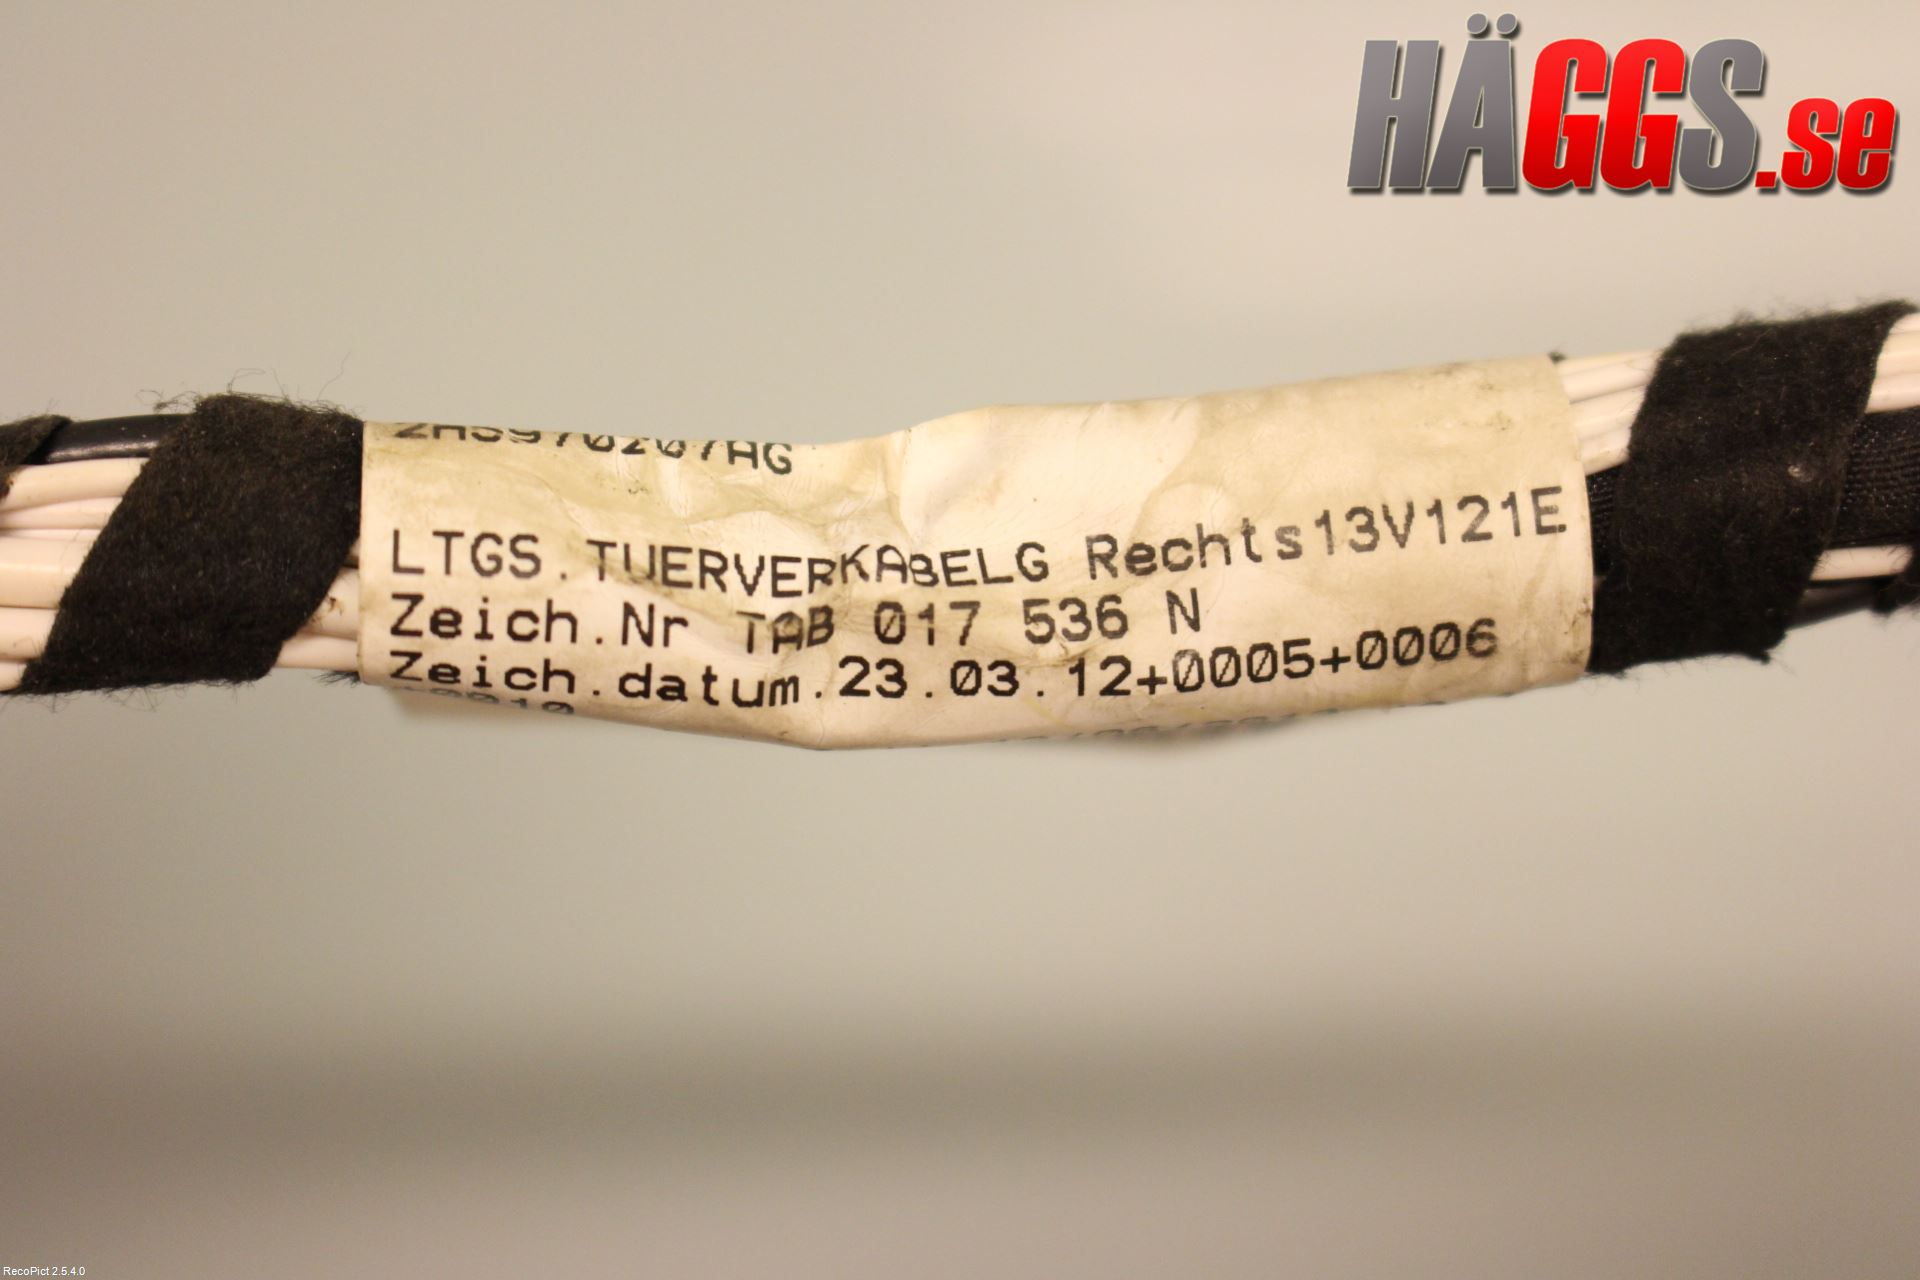 HÄGGS.se
LTGS.TUERVERKABELG Rechts13V121E
Zeich.Nr TAB 017 536 N
Zeich.datum.23.03.12+0005+0006
RecoPict 2.5.4.0